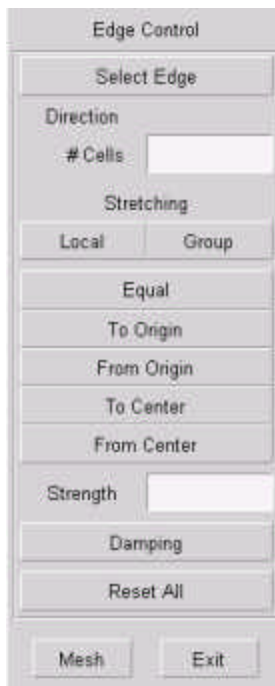 Edge Control
Select Edge
Direction
# Cells
Stretching
Local Group
Equal
To Origin
From Origin
To Center
From Center
Strength
Damping
Reset All
Mesh Exit